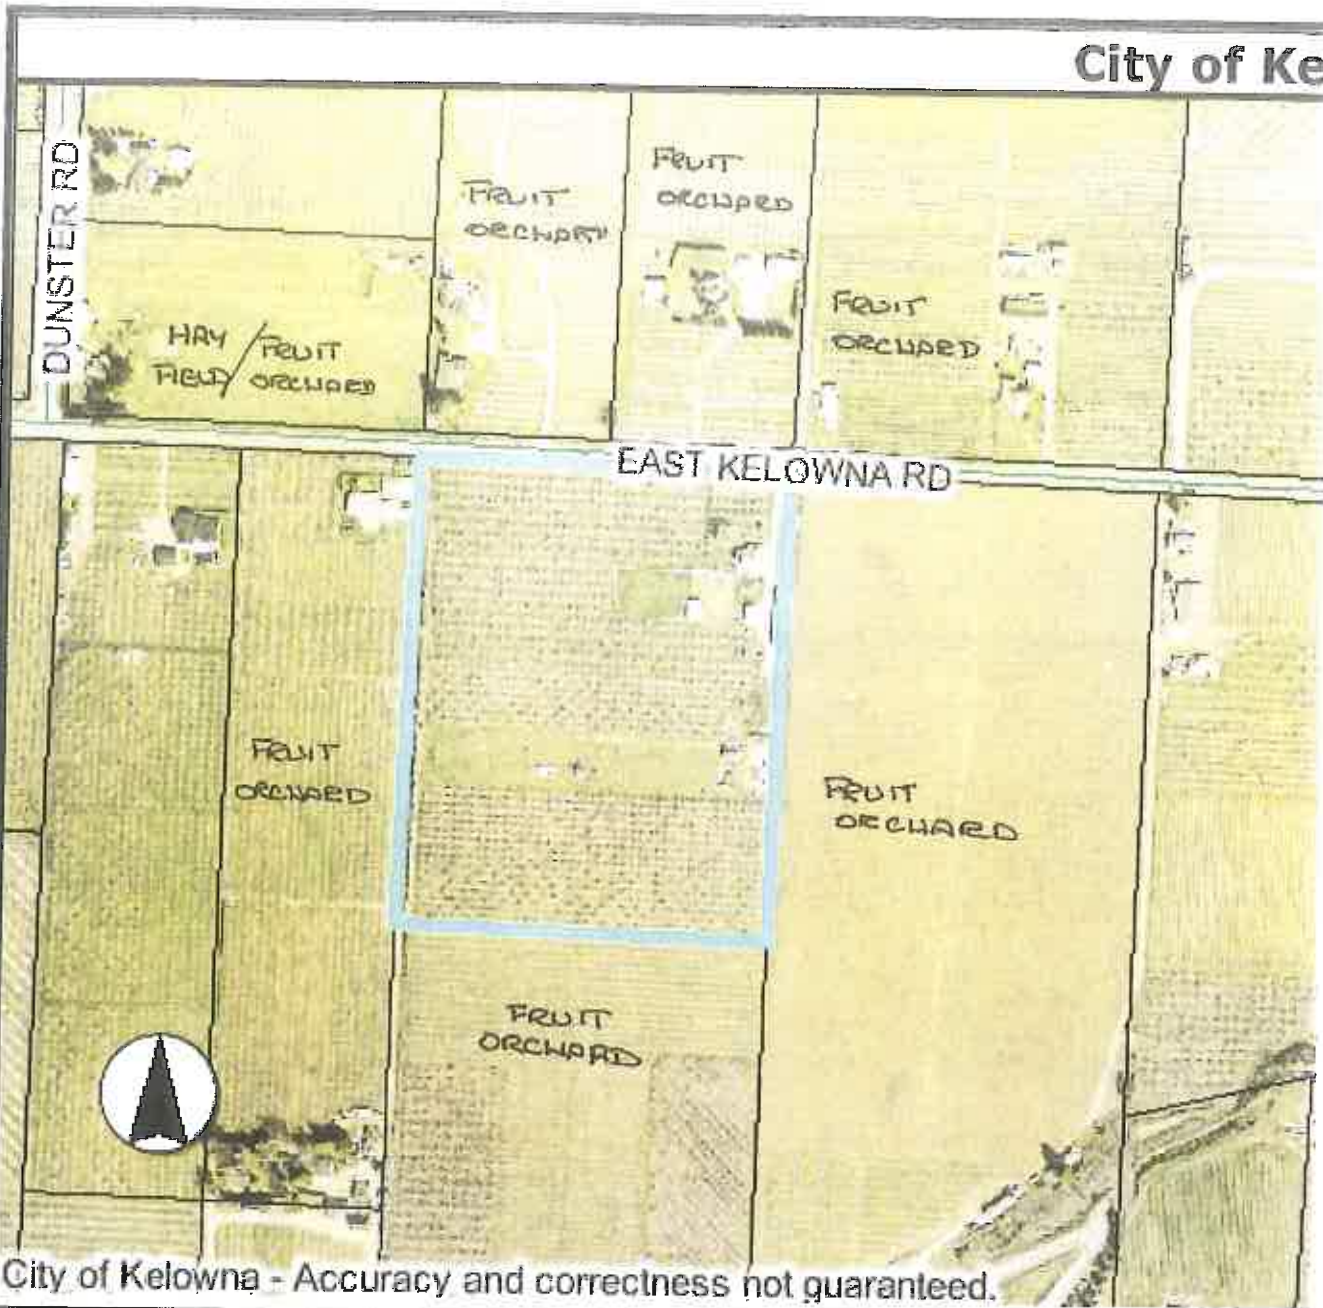 City of Ke
DUNSTER RD
FRUIT
ORCHARD
FRUIT
ORCHARD
FRUIT
ORCHARD
HAY / FRUIT
FIELD / ORCHARD
EAST KELOWNA RD
FRUIT
ORCHARD
FRUIT
ORCHARD
FRUIT
ORCHARD
City of Kelowna - Accuracy and correctness not guaranteed.